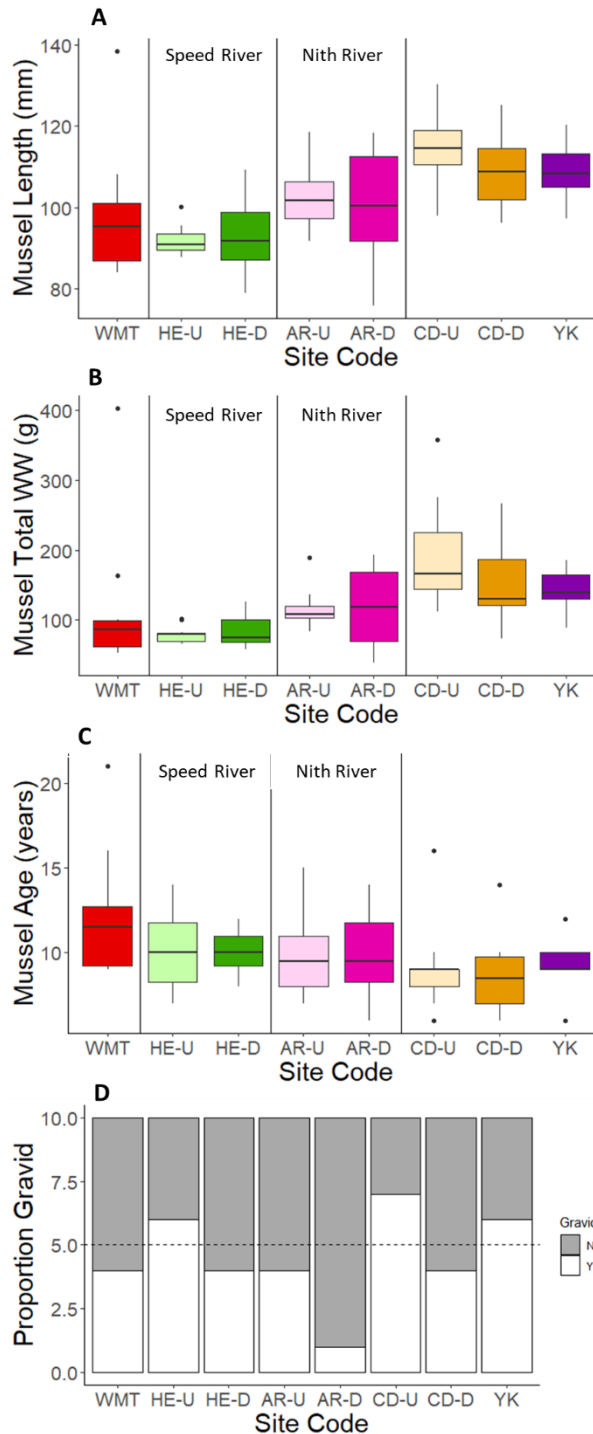 A
Speed River
Nith River
Mussel Length (mm)
140
120
100
80
WMT HE-U HE-D AR-U AR-D CD-U CD-D YK
Site Code
B
Speed River
Nith River
Mussel Total WW (g)
400
300
200
100
WMT HE-U HE-D AR-U AR-D CD-U CD-D YK
Site Code
C
Speed River
Nith River
Mussel Age (years)
20
15
10
WMT HE-U HE-D AR-U AR-D CD-U CD-D YK
Site Code
D
Proportion Gravid
10.0
7.5
5.0
2.5
0.0
Gravid
N
Y
WMT HE-U HE-D AR-U AR-D CD-U CD-D YK
Site Code